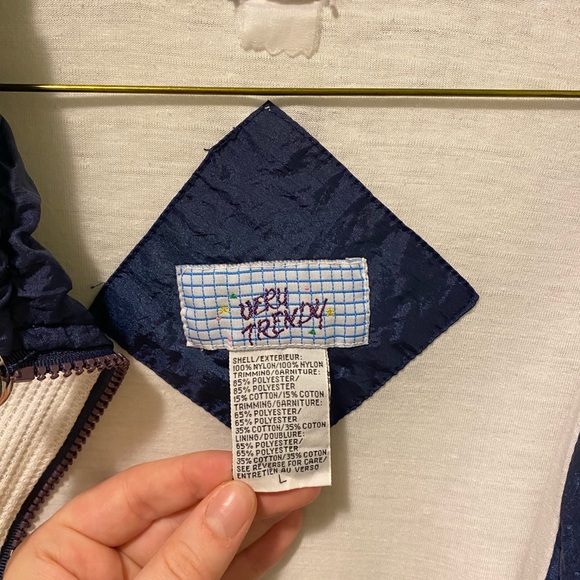 VERY
TRENDY
SHELL/EXTERIEUR:
100% NYLON/100% NYLON
TRIMMING/GARNITURE:
85% POLYESTER/
85% POLYESTER
15% COTTON/15% COTON
TRIMMING/GARNITURE:
65% POLYESTER/
65% POLYESTER
35% COTTON/35% COTON
LINING/DOUBLURE:
65% POLYESTER/
65% POLYESTER
35% COTTON/35% COTON
SEE REVERSE FOR CARE/
ENTRETIEN AU VERSO
L